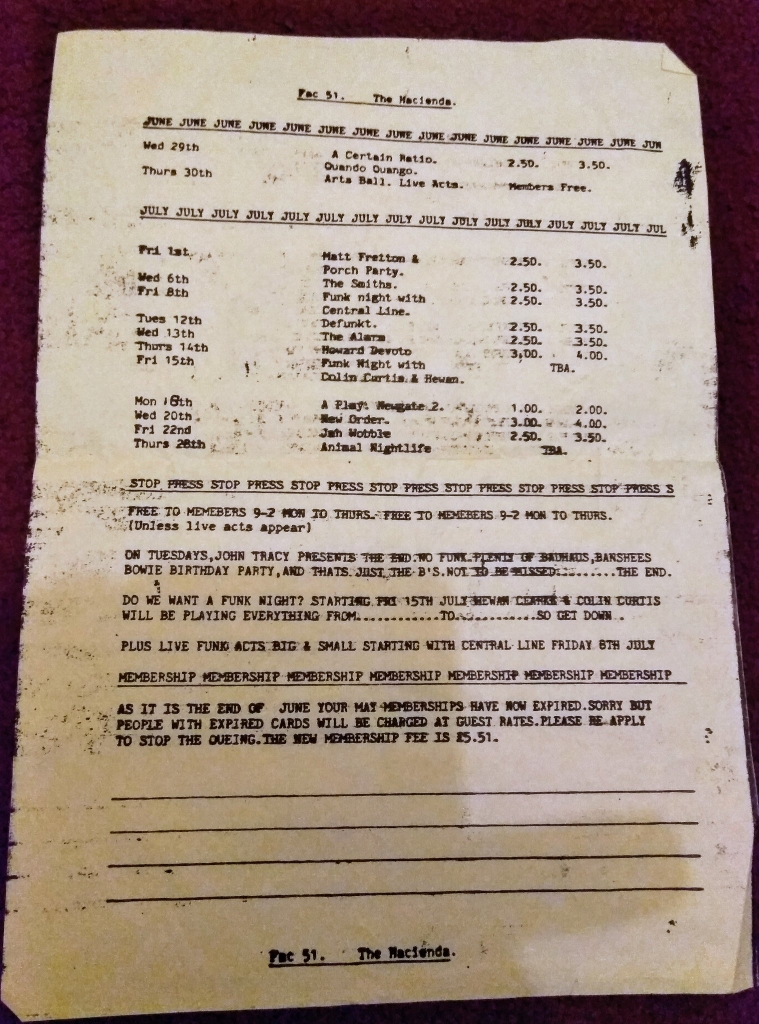 Fac 51. The Hacienda.
JUNE JUNE JUNE JUNE JUNE JUNE JUNE JUNE JUNE JUNE JUNE JUNE JUNE JUNE JUN
Wed 29th A Certain Ratio. 2.50. 3.50.
Quando Quango.
Thurs 30th Arts Ball. Live Acts. Members Free.
JULY JULY JULY JULY JULY JULY JULY JULY JULY JULY JULY JULY JULY JULY JUL
Fri 1st. Matt Fretton & 2.50. 3.50.
Porch Party.
Wed 6th The Smiths. 2.50. 3.50.
Fri 8th Funk night with 2.50. 3.50.
Central Line.
Tues 12th Defunkt. 2.50. 3.50.
Wed 13th The Alarm 2.50. 3.50.
Thurs 14th Howard Devoto 3.00. 4.00.
Fri 15th Funk Night with TBA.
Colin Curtis & Hewan.
Mon 18th A Play. Newgate 2. 1.00. 2.00.
Wed 20th. New Order. 3.00. 4.00.
Fri 22nd Jah Wobble 2.50. 3.50.
Thurs 28th Animal Nightlife TBA.
STOP PRESS STOP PRESS STOP PRESS STOP PRESS STOP PRESS STOP PRESS STOP PRESS S
FREE TO MEMEBERS 9-2 MON TO THURS. FREE TO MEMEBERS 9-2 MON TO THURS.
(Unless live acts appear)
ON TUESDAYS,JOHN TRACY PRESENTS THE END.NO FUNK.PLENTY OF BAUHAUS,BANSHEES
BOWIE BIRTHDAY PARTY,AND THATS JUST THE B'S.NOT TO BE MISSED.........THE END.
DO WE WANT A FUNK NIGHT? STARTING FRI 15TH JULY HEWAN CLARKE & COLIN CURTIS
WILL BE PLAYING EVERYTHING FROM............TO............SO GET DOWN..
PLUS LIVE FUNK ACTS BIG & SMALL STARTING WITH CENTRAL LINE FRIDAY 8TH JULY
MEMBERSHIP MEMBERSHIP MEMBERSHIP MEMBERSHIP MEMBERSHIP MEMBERSHIP MEMBERSHIP
AS IT IS THE END OF JUNE YOUR MAY MEMBERSHIPS HAVE NOW EXPIRED.SORRY BUT
PEOPLE WITH EXPIRED CARDS WILL BE CHARGED AT GUEST RATES.PLEASE RE APPLY
TO STOP THE QUEING.THE NEW MEMBERSHIP FEE IS £5.51.
Fac 51. The Hacienda.